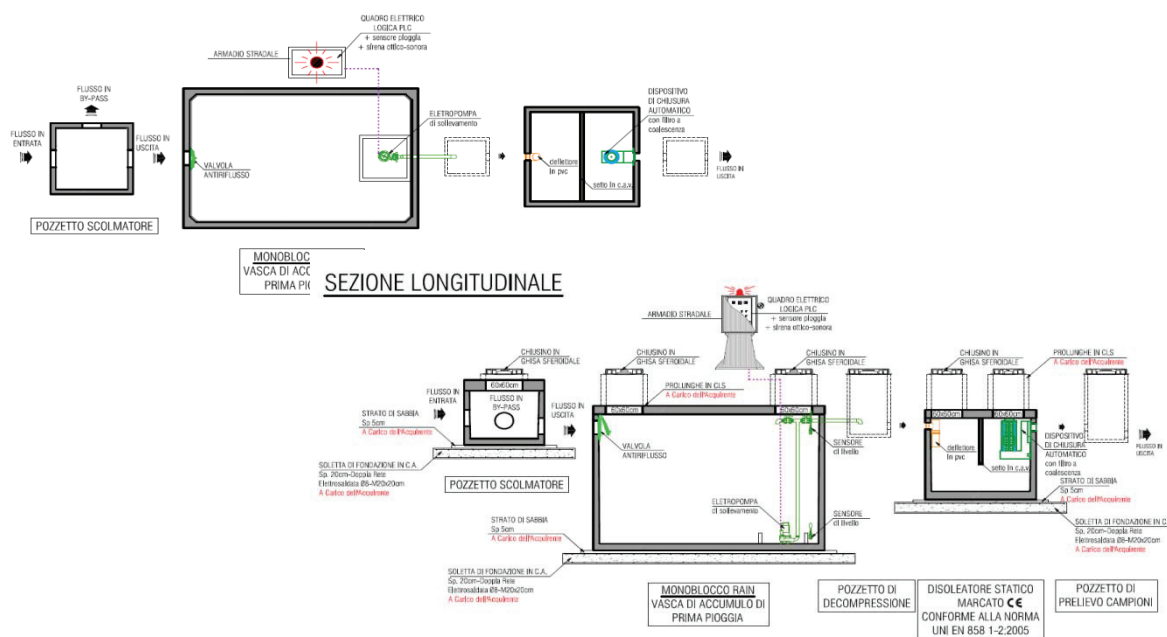 QUADRO ELETTRICO
LOGICA PLC
+ sensore pioggia
+ sirena ottico-sonora
ARMADIO STRADALE
FLUSSO IN
BY-PASS
FLUSSO IN
ENTRATA
FLUSSO IN
USCITA
VALVOLA
ANTIRIFLUSSO
ELETROPOMPA
di sollevamento
DISPOSITIVO
DI CHIUSURA
AUTOMATICO
con filtro a
coalescenza
deflettore
in pvc
setto in c.a.v.
FLUSSO IN
USCITA
POZZETTO SCOLMATORE
MONOBLOCC
VASCA DI ACC
PRIMA PIO
SEZIONE LONGITUDINALE
ARMADIO STRADALE
QUADRO ELETTRICO
LOGICA PLC
+ sensore pioggia
+ sirena ottico-sonora
CHIUSINO IN
GHISA SFEROIDALE
CHIUSINO IN
GHISA SFEROIDALE
CHIUSINO IN
GHISA SFEROIDALE
CHIUSINO IN
GHISA SFEROIDALE
PROLUNGHE IN CLS
A Carico dell'Acquirente
PROLUNGHE IN CLS
A Carico dell'Acquirente
60x60cm
60x60cm
60x60cm
60x60cm
60x60cm
FLUSSO IN
ENTRATA
FLUSSO IN
BY-PASS
FLUSSO IN
USCITA
STRATO DI SABBIA
Sp 5cm
A Carico dell'Acquirente
SOLETTA DI FONDAZIONE IN C.A.
Sp. 20cm-Doppia Rete
Elettrosaldata Ø8-M20x20cm
A Carico dell'Acquirente
POZZETTO SCOLMATORE
VALVOLA
ANTIRIFLUSSO
SENSORE
di livello
ELETROPOMPA
di sollevamento
SENSORE
di livello
STRATO DI SABBIA
Sp 5cm
A Carico dell'Acquirente
SOLETTA DI FONDAZIONE IN C.A.
Sp. 20cm-Doppia Rete
Elettrosaldata Ø8-M20x20cm
A Carico dell'Acquirente
deflettore
in pvc
setto in c.a.v.
DISPOSITIVO
DI CHIUSURA
AUTOMATICO
con filtro a
coalescenza
FLUSSO IN
USCITA
STRATO DI SABBIA
Sp 5cm
A Carico dell'Acquirente
SOLETTA DI FONDAZIONE IN C.A.
Sp. 20cm-Doppia Rete
Elettrosaldata Ø8-M20x20cm
A Carico dell'Acquirente
MONOBLOCCO RAIN
VASCA DI ACCUMULO DI
PRIMA PIOGGIA
POZZETTO DI
DECOMPRESSIONE
DISOLEATORE STATICO
MARCATO CE
CONFORME ALLA NORMA
UNI EN 858 1-2:2005
POZZETTO DI
PRELIEVO CAMPIONI